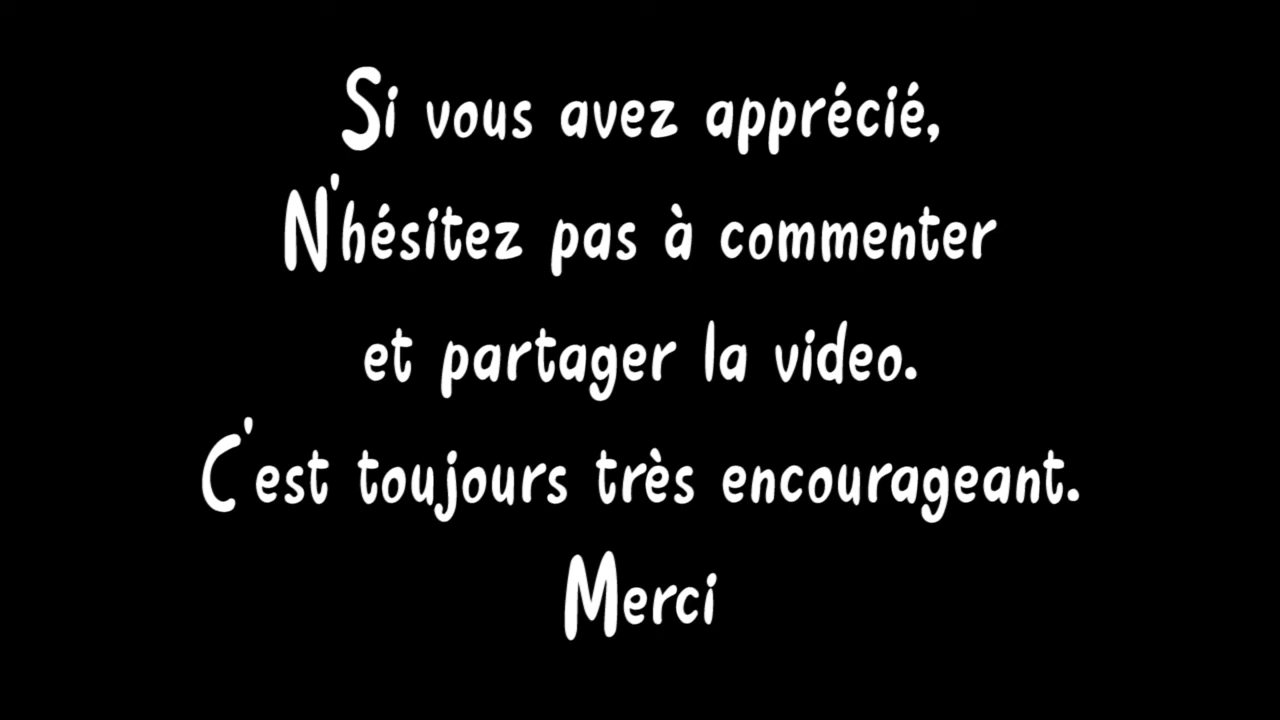 Si vous avez apprécié,
N'hésitez pas à commenter
et partager la video.
C'est toujours très encourageant.
Merci